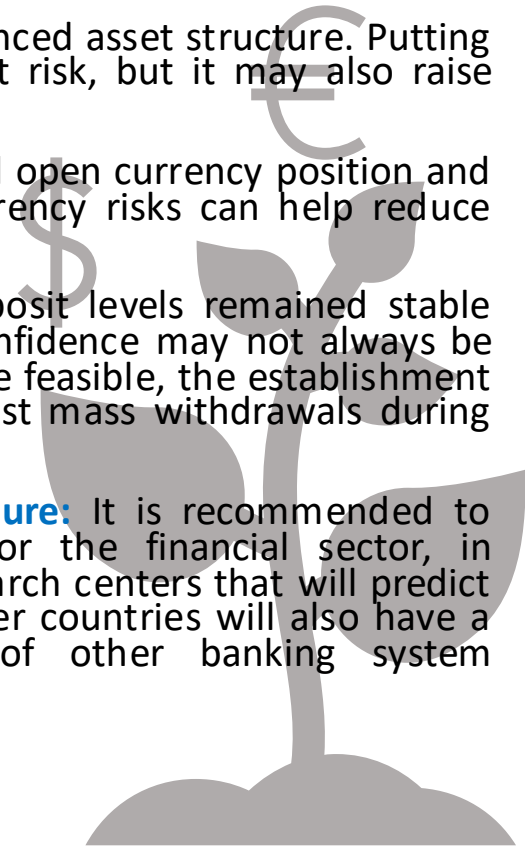 nced asset structure. Putting
t risk, but it may also raise
€
l open currency position and
rency risks can help reduce
$
posit levels remained stable
nfidence may not always be
e feasible, the establishment
st mass withdrawals during
ure: It is recommended to
or the financial sector, in
arch centers that will predict
er countries will also have a
of other banking system